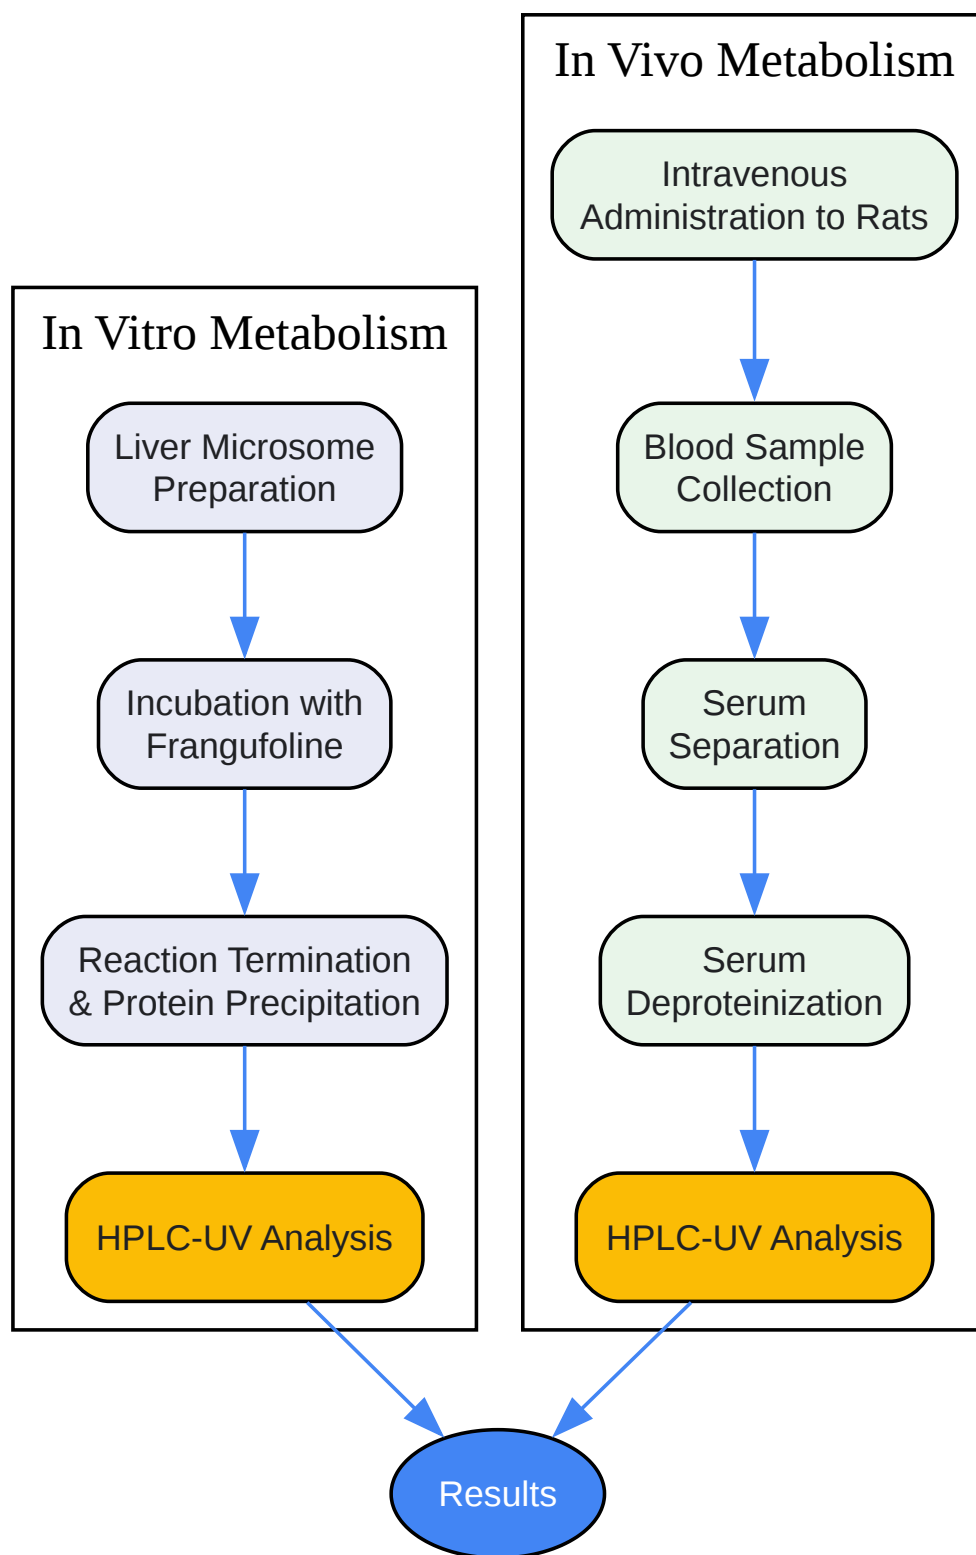 In Vitro Metabolism
Liver Microsome
Preparation
Incubation with
Frangufoline
Reaction Termination
& Protein Precipitation
HPLC-UV Analysis
In Vivo Metabolism
Intravenous
Administration to Rats
Blood Sample
Collection
Serum
Separation
Serum
Deproteinization
HPLC-UV Analysis
Results